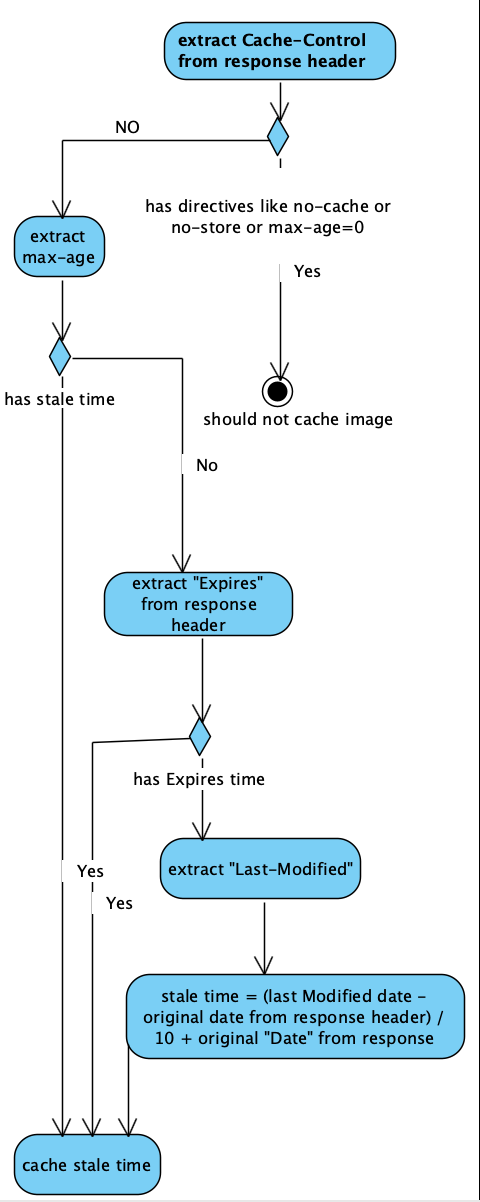 extract Cache-Control
from response header
NO
has directives like no-cache or
no-store or max-age=0
extract
max-age
Yes
has stale time
should not cache image
No
extract "Expires"
from response
header
has Expires time
Yes
extract "Last-Modified"
Yes
stale time = (last Modified date -
original date from response header) /
10 + original "Date" from response
cache stale time